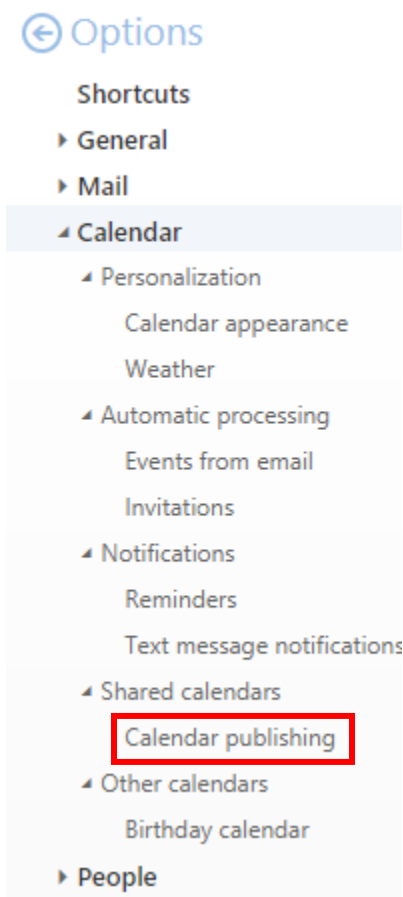 Options
Shortcuts
General
Mail
Calendar
Personalization
Calendar appearance
Weather
Automatic processing
Events from email
Invitations
Notifications
Reminders
Text message notifications
Shared calendars
Calendar publishing
Other calendars
Birthday calendar
People